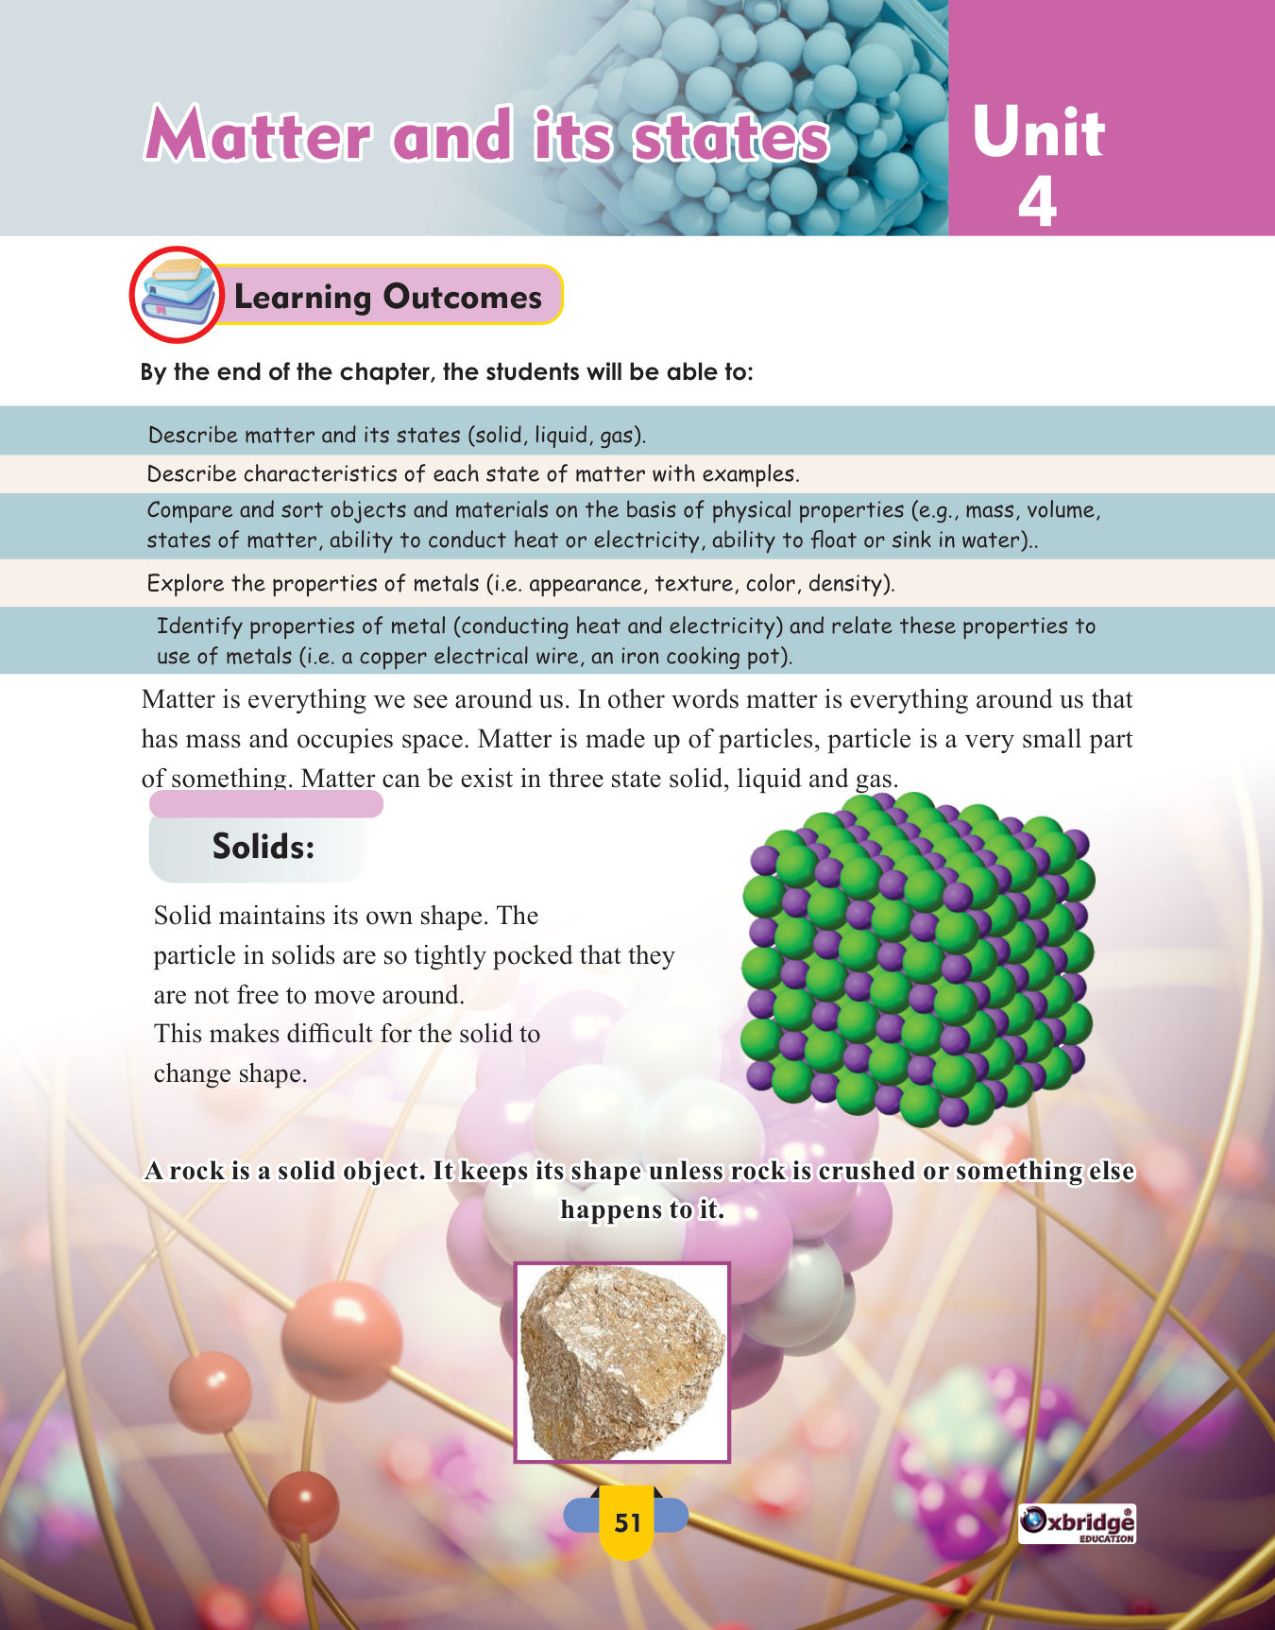 Matter and its states
Unit
4
Learning Outcomes
By the end of the chapter, the students will be able to:
Describe matter and its states (solid, liquid, gas).
Describe characteristics of each state of matter with examples.
Compare and sort objects and materials on the basis of physical properties (e.g., mass, volume,
states of matter, ability to conduct heat or electricity, ability to float or sink in water)..
Explore the properties of metals (i.e. appearance, texture, color, density).
Identify properties of metal (conducting heat and electricity) and relate these properties to
use of metals (i.e. a copper electrical wire, an iron cooking pot).
Matter is everything we see around us. In other words matter is everything around us that
has mass and occupies space. Matter is made up of particles, particle is a very small part
of something. Matter can be exist in three state solid, liquid and gas.
Solids:
Solid maintains its own shape. The
particle in solids are so tightly pocked that they
are not free to move around.
This makes difficult for the solid to
change shape.
A rock is a solid object. It keeps its shape unless rock is crushed or something else
happens to it.
51
Oxbridge®
EDUCATION